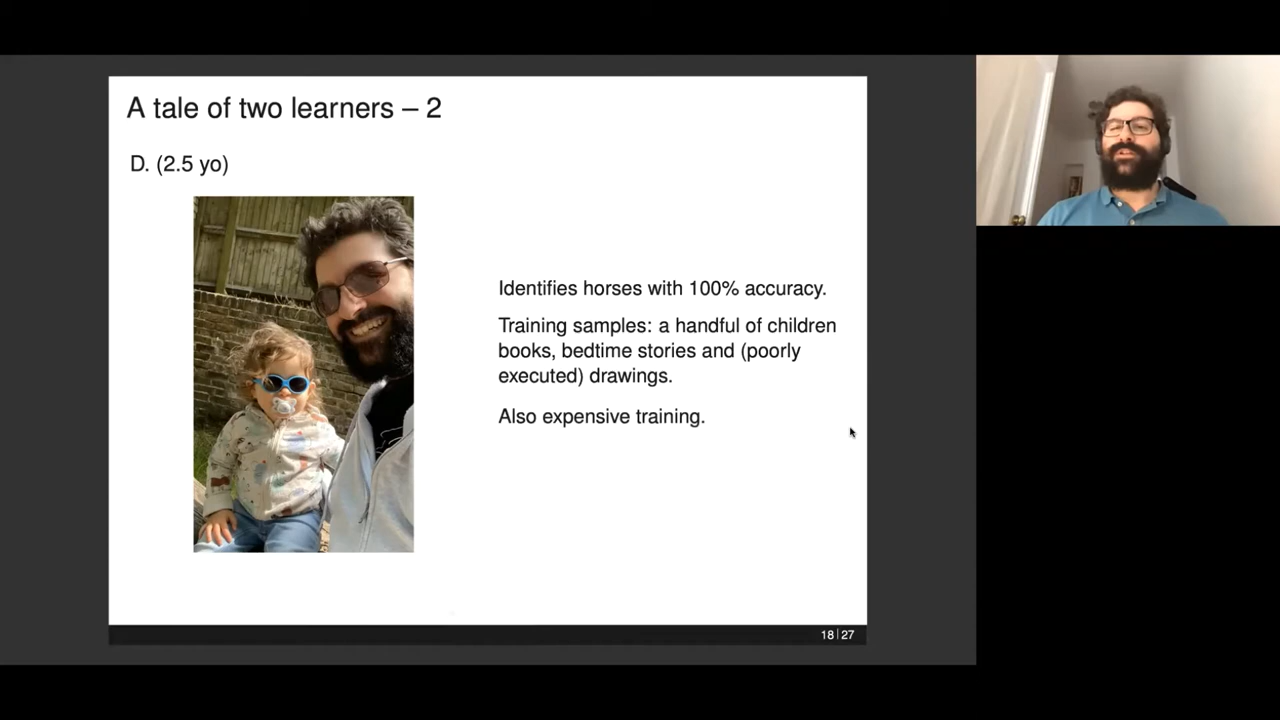 A tale of two learners – 2
D. (2.5 yo)
Identifies horses with 100% accuracy.
Training samples: a handful of children
books, bedtime stories and (poorly
executed) drawings.
Also expensive training.
18|27